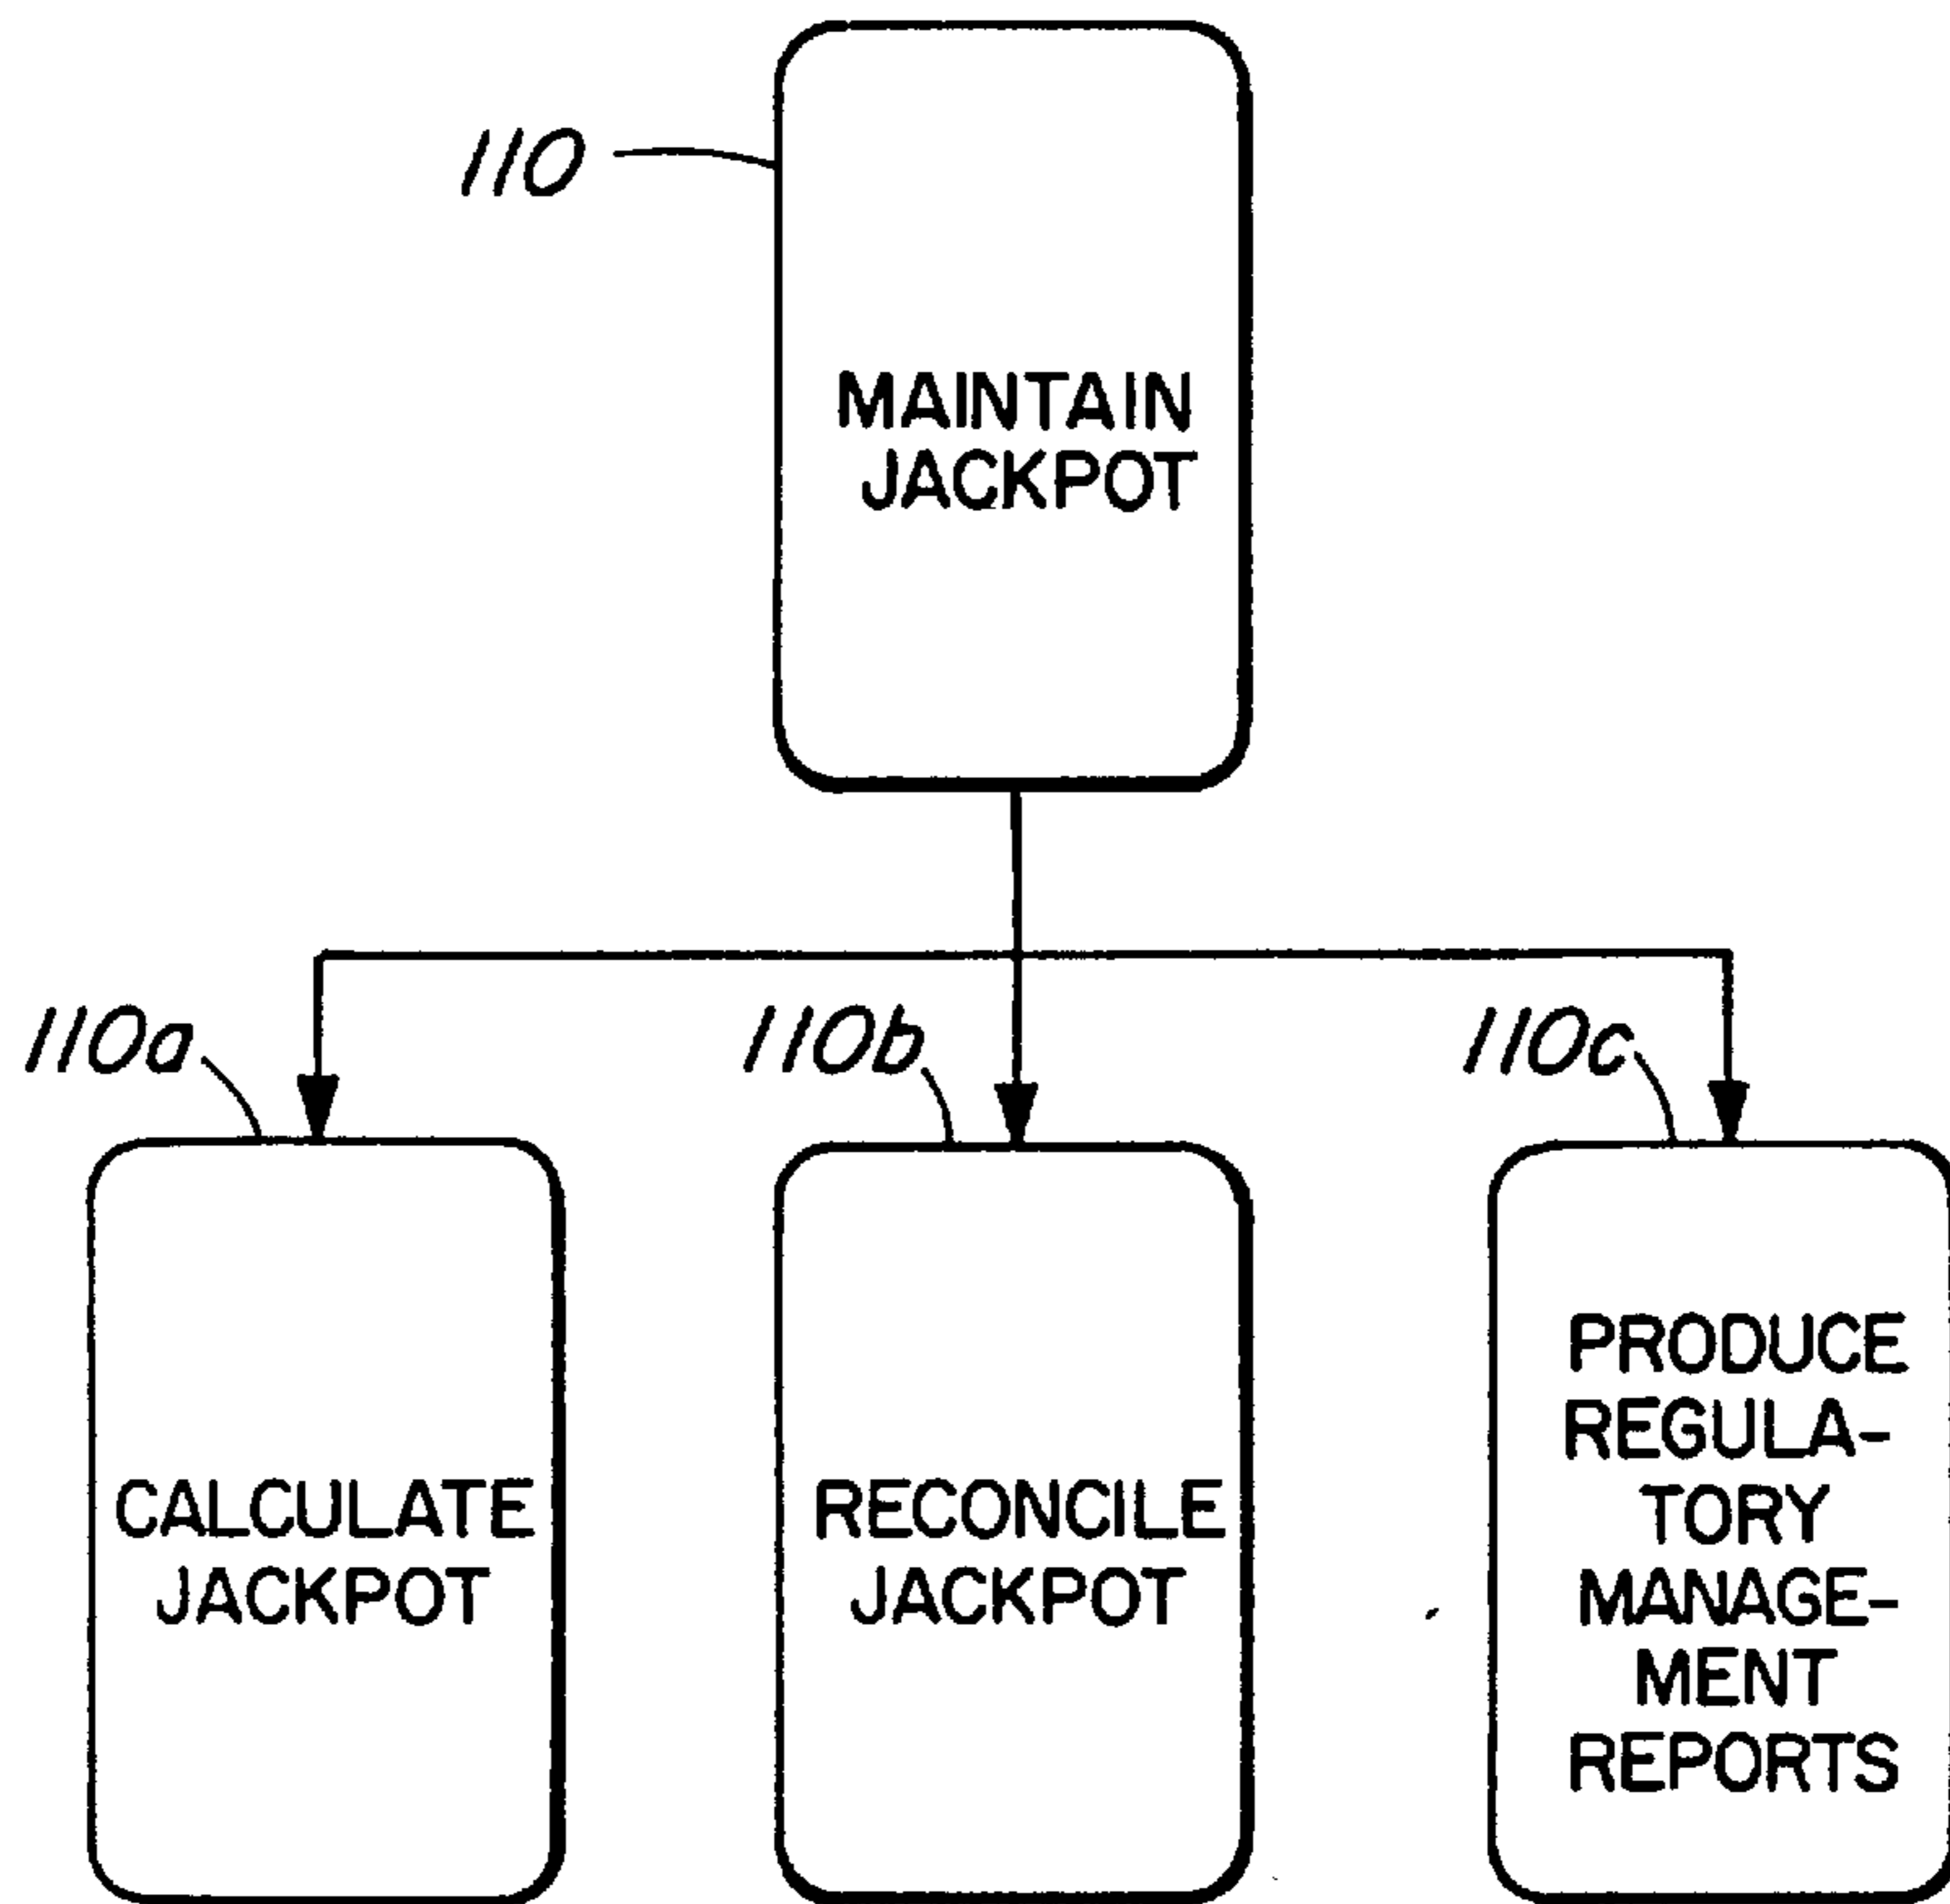 110
MAINTAIN
JACKPOT
110a
110b
110c
CALCULATE
JACKPOT
RECONCILE
JACKPOT
PRODUCE
REGULA-
TORY
MANAGE-
MENT
REPORTS